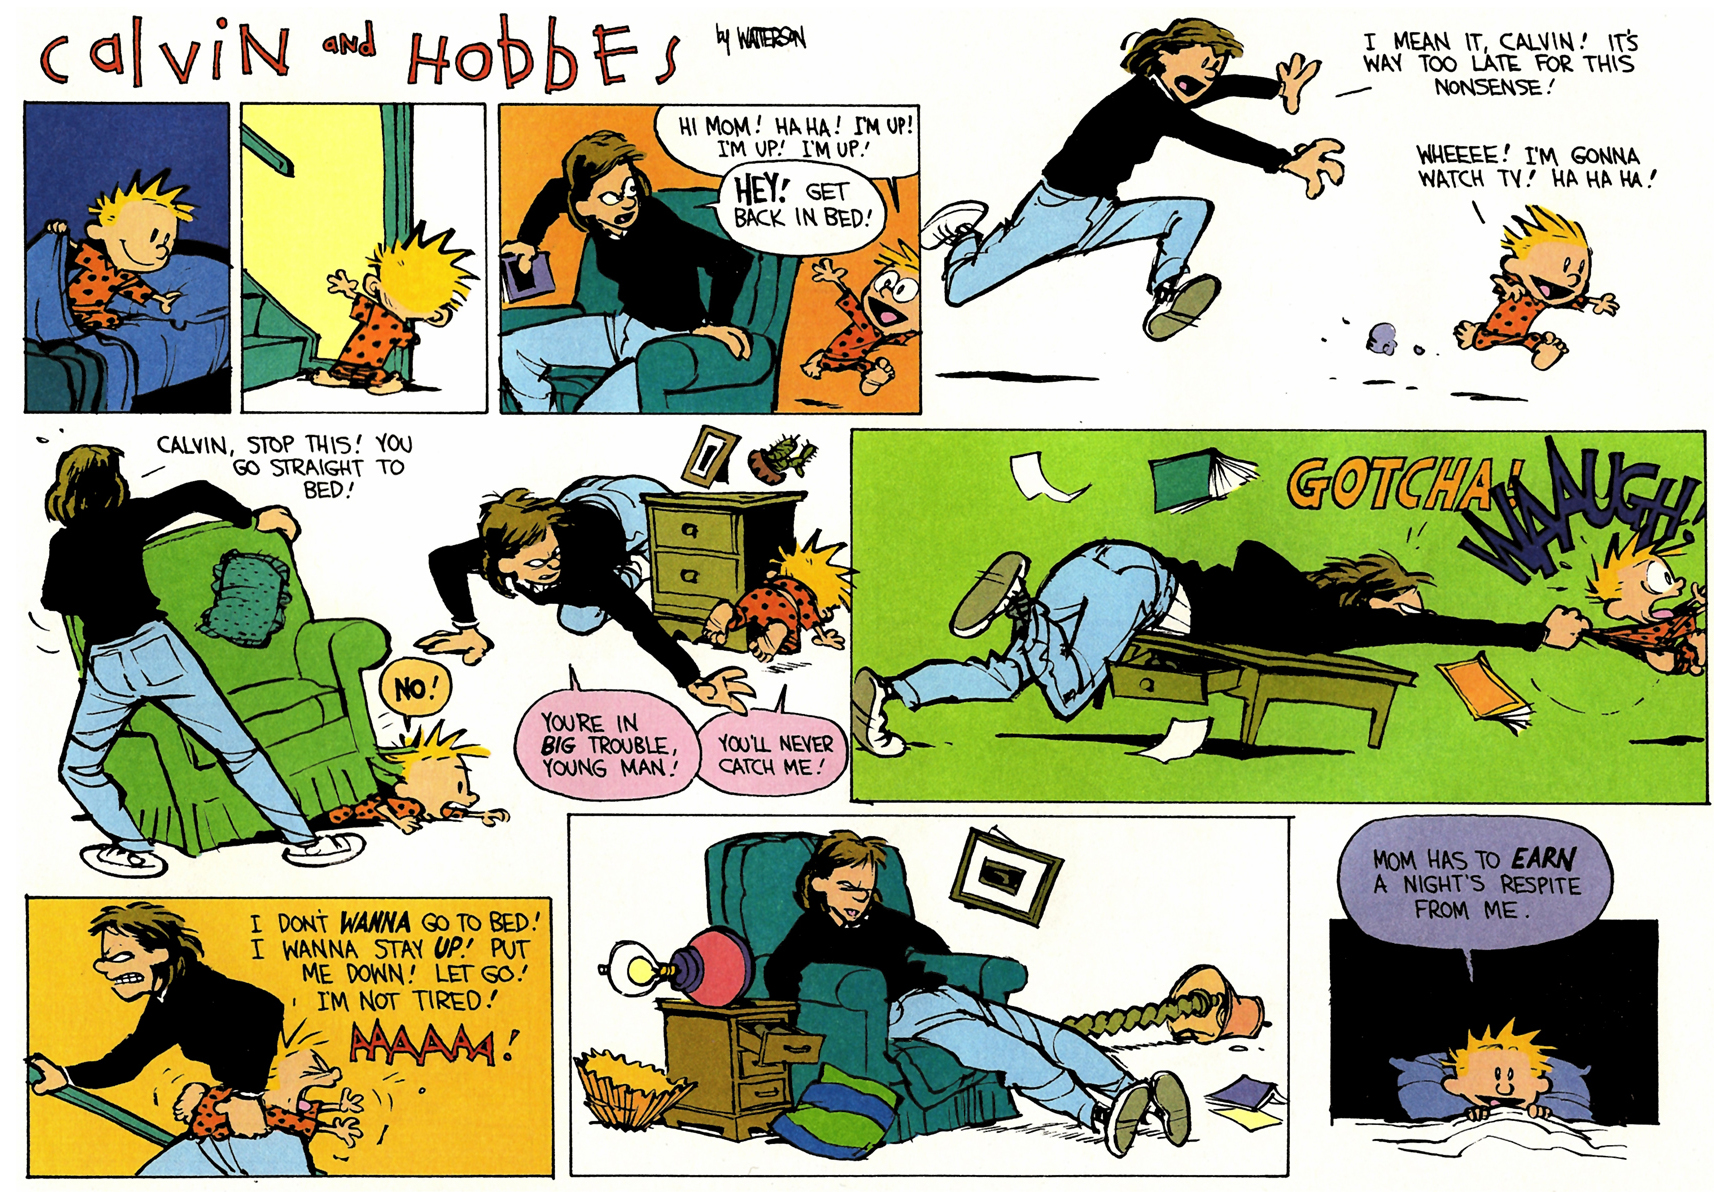 CALVIN AND HOBBES
by WATTERSON
HI MOM! HA HA! I'M UP!
I'M UP! I'M UP!
HEY! GET
BACK IN BED!
I MEAN IT, CALVIN! IT'S
WAY TOO LATE FOR THIS
NONSENSE!
WHEEEE! I'M GONNA
WATCH TV! HA HA HA!
CALVIN, STOP THIS! YOU
GO STRAIGHT TO
BED!
NO!
YOU'RE IN
BIG TROUBLE,
YOUNG MAN!
YOU'LL NEVER
CATCH ME!
GOTCHA!
WAAUGH!
I DON'T WANNA GO TO BED!
I WANNA STAY UP! PUT
ME DOWN! LET GO!
I'M NOT TIRED!
AAAAAA!
MOM HAS TO EARN
A NIGHT'S RESPITE
FROM ME.